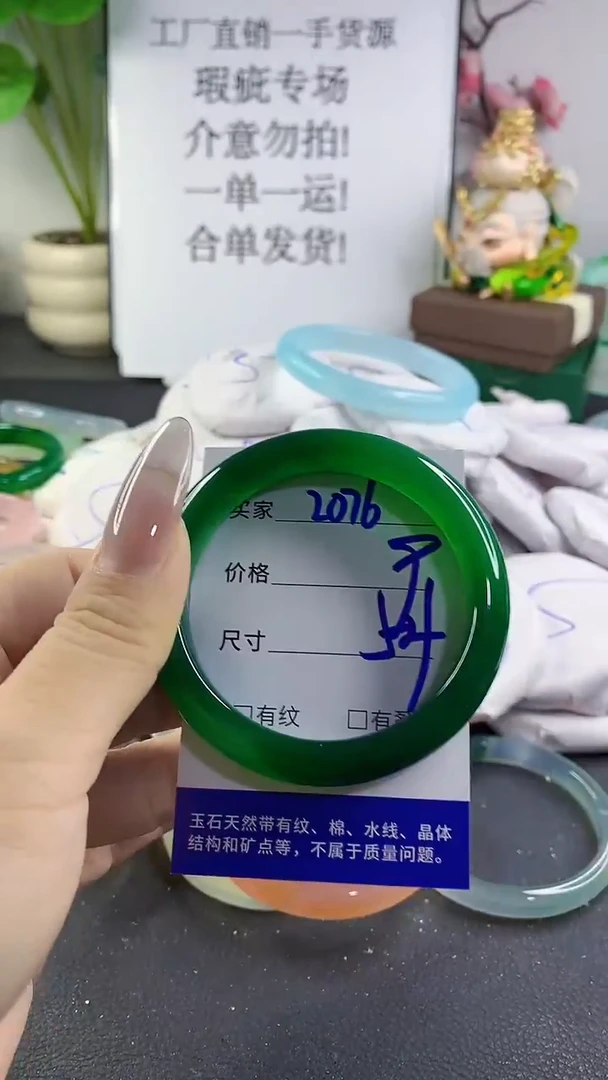 工厂直销一手货源
瑕疵专场
介意勿拍!
一单一运!
合单发货!
买家 2076
价格
尺寸
□有纹 □有
玉石天然带有纹、棉、水线、晶体
结构和矿点等，不属于质量问题。